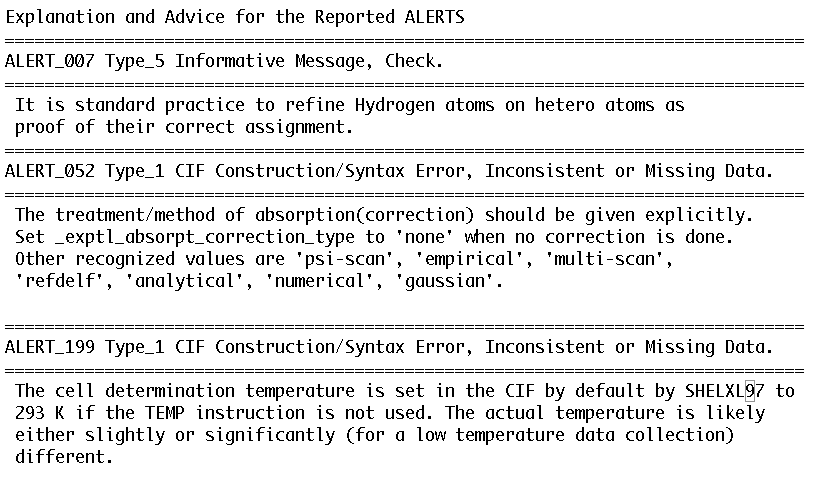 Explanation and Advice for the Reported ALERTS
================================================================================
ALERT_007 Type_5 Informative Message, Check.
================================================================================
It is standard practice to refine Hydrogen atoms on hetero atoms as
proof of their correct assignment.
================================================================================
ALERT_052 Type_1 CIF Construction/Syntax Error, Inconsistent or Missing Data.
================================================================================
The treatment/method of absorption(correction) should be given explicitly.
Set _exptl_absorpt_correction_type to 'none' when no correction is done.
Other recognized values are 'psi-scan', 'empirical', 'multi-scan',
'refdelf', 'analytical', 'numerical', 'gaussian'.
================================================================================
ALERT_199 Type_1 CIF Construction/Syntax Error, Inconsistent or Missing Data.
================================================================================
The cell determination temperature is set in the CIF by default by SHELXL97 to
293 K if the TEMP instruction is not used. The actual temperature is likely
either slightly or significantly (for a low temperature data collection)
different.